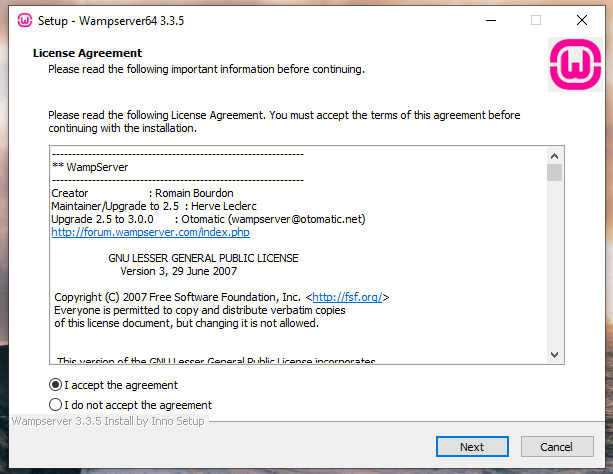 Setup - Wampserver64 3.3.5
License Agreement
Please read the following important information before continuing.
Please read the following License Agreement. You must accept the terms of this agreement before
continuing with the installation.
------------------------------------------------------------------
** WampServer
------------------------------------------------------------------
Creator : Romain Bourdon
Maintainer/Upgrade to 2.5 : Herve Leclerc
Upgrade 2.5 to 3.0.0 : Otomatic (wampserver@otomatic.net)
http://forum.wampserver.com/index.php
GNU LESSER GENERAL PUBLIC LICENSE
Version 3, 29 June 2007
Copyright (C) 2007 Free Software Foundation, Inc. <http://fsf.org/>
Everyone is permitted to copy and distribute verbatim copies
of this license document, but changing it is not allowed.
This version of the GNU Lesser General Public License incorporates
I accept the agreement
I do not accept the agreement
Wampserver 3.3.5 Install by Inno Setup
Next
Cancel